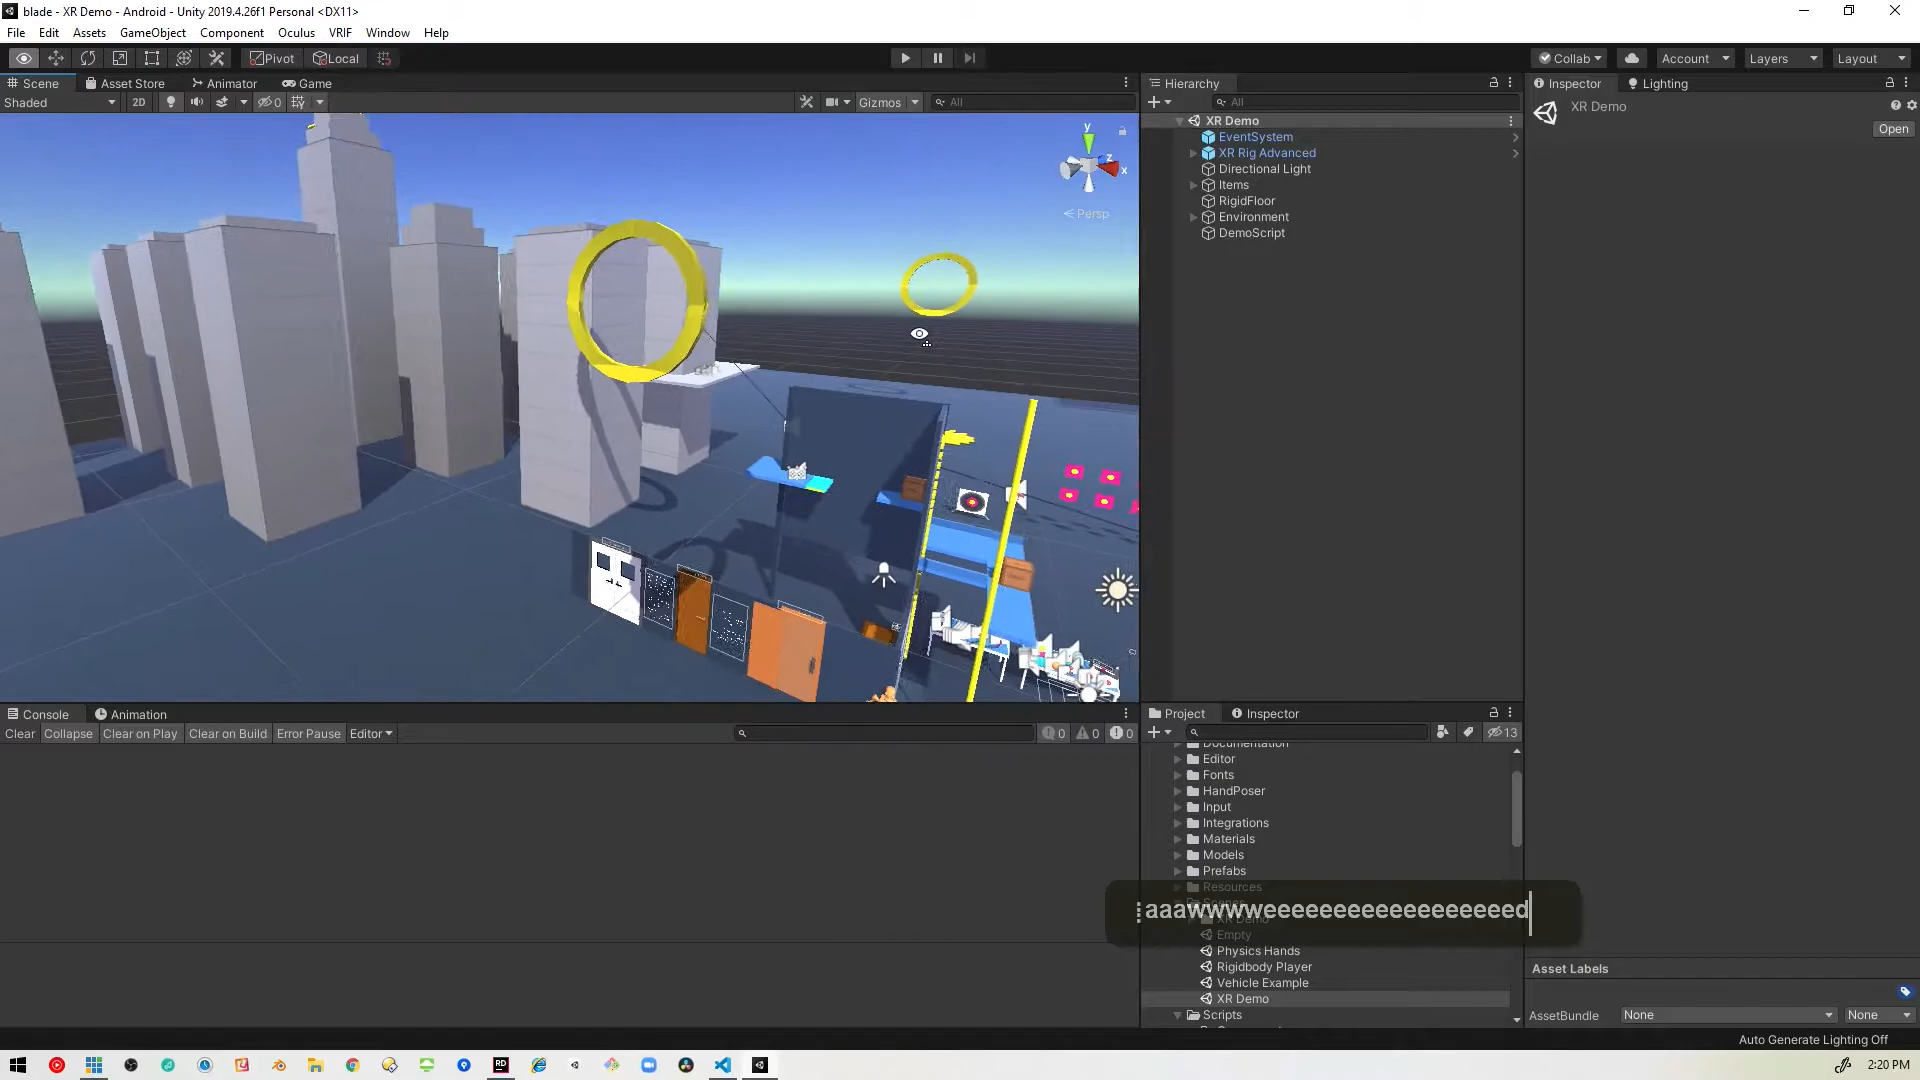 blade - XR Demo - Android - Unity 2019.4.26f1 Personal <DX11>
File Edit Assets GameObject Component Oculus VRIF Window Help
Pivot Local Collab Account Layers Layout
Scene Asset Store Animator Game
Shaded 2D 0 Gizmos All
y
z
x
Persp
Hierarchy
All
XR Demo
EventSystem
XR Rig Advanced
Directional Light
Items
RigidFloor
Environment
DemoScript
Inspector Lighting
XR Demo
Open
Console Animation
Clear Collapse Clear on Play Clear on Build Error Pause Editor 0 0 0
Project Inspector
13
Documentation
Editor
Fonts
HandPoser
Input
Integrations
Materials
Models
Prefabs
Resources
Scenes
XR Demo
Empty
Physics Hands
Rigidbody Player
Vehicle Example
XR Demo
Scripts
Asset Labels
AssetBundle None None
Auto Generate Lighting Off
2:20 PM